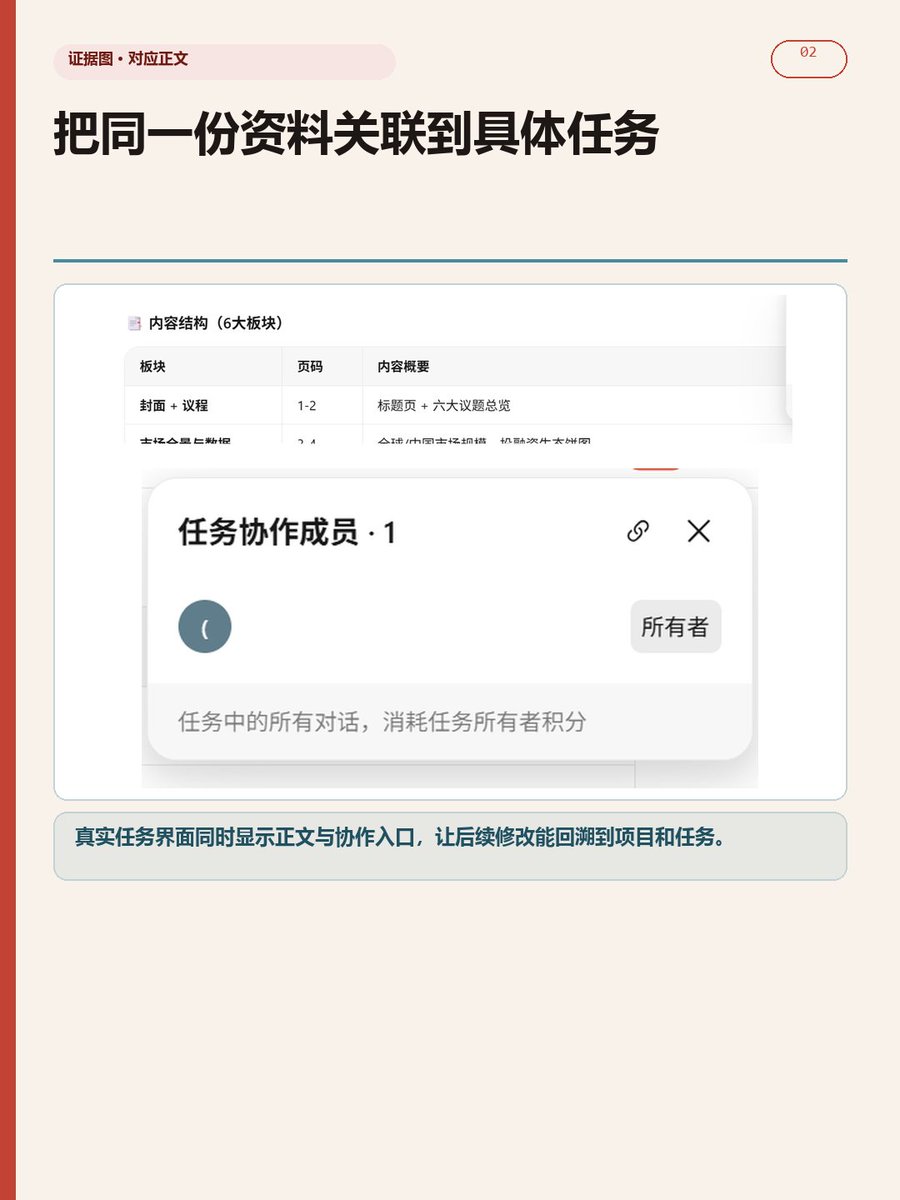 证据图・对应正文
02
把同一份资料关联到具体任务
内容结构（6大板块）
板块 页码 内容概要
封面 + 议程 1-2 标题页 + 六大议题总览
任务协作成员 · 1
(
所有者
任务中的所有对话，消耗任务所有者积分
真实任务界面同时显示正文与协作入口，让后续修改能回溯到项目和任务。